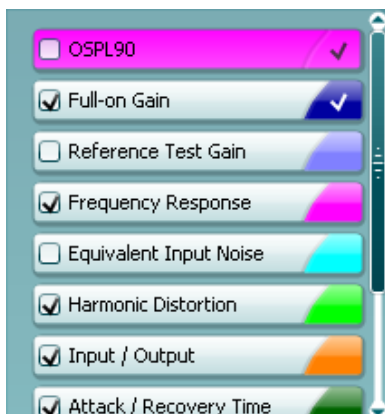 OSPL90
Full-on Gain
Reference Test Gain
Frequency Response
Equivalent Input Noise
Harmonic Distortion
Input / Output
Attack / Recovery Time